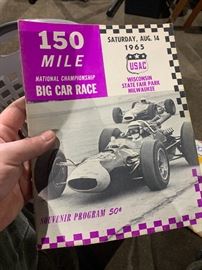 150
MILE
NATIONAL CHAMPIONSHIP
BIG CAR RACE
SATURDAY, AUG. 14
1965
USAC
WISCONSIN
STATE FAIR PARK
MILWAUKEE
SOUVENIR PROGRAM 50¢